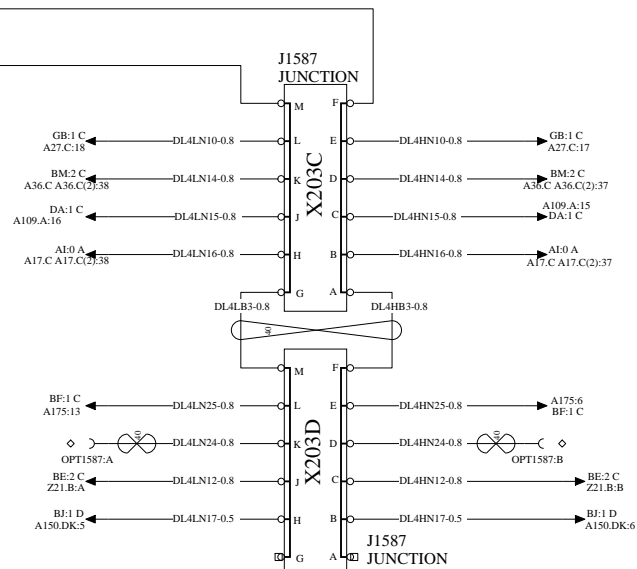 J1587
JUNCTION
X203C
M
F
GB:1 C
A27.C:18
DL4LN10-0.8
L
E
DL4HN10-0.8
GB:1 C
A27.C:17
BM:2 C
A36.C A36.C(2):38
DL4LN14-0.8
K
D
DL4HN14-0.8
BM:2 C
A36.C A36.C(2):37
DA:1 C
A109.A:16
DL4LN15-0.8
J
C
DL4HN15-0.8
A109.A:15
DA:1 C
AI:0 A
A17.C A17.C(2):38
DL4LN16-0.8
H
B
DL4HN16-0.8
AI:0 A
A17.C A17.C(2):37
G
A
DL4LB3-0.8
DL4HB3-0.8
40
X203D
M
F
BF:1 C
A175:13
DL4LN25-0.8
L
E
DL4HN25-0.8
A175:6
BF:1 C
OPT1587:A
40
DL4LN24-0.8
K
D
DL4HN24-0.8
40
OPT1587:B
BE:2 C
Z21.B:A
DL4LN12-0.8
J
C
DL4HN12-0.8
BE:2 C
Z21.B:B
BJ:1 D
A150.DK:5
DL4LN17-0.5
H
B
DL4HN17-0.5
BJ:1 D
A150.DK:6
G
A
J1587
JUNCTION